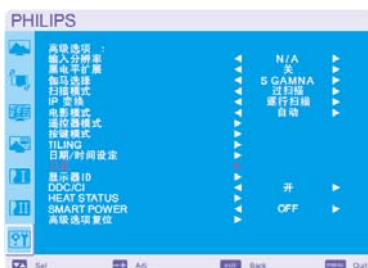 PHILIPS
高级选项 :
输入分辨率 N/A
黑电平扩展 关
伽马选择 S GAMNA
扫描模式 过扫描
IP 变换 逐行扫描
电影模式 自动
遥控器模式
按键模式
TILING
日期/时间设定
显示器ID
DDC/CI 开
HEAT STATUS
SMART POWER OFF
高级选项复位
Sel Adj EXIT Back MENU Quit